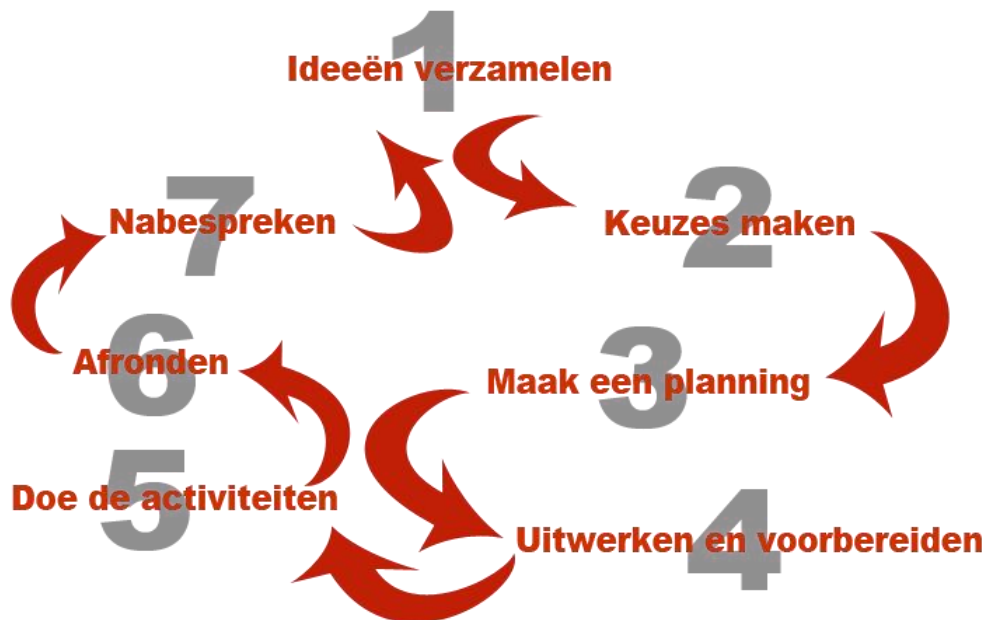 1
Ideeën verzamelen
2
Keuzes maken
3
Maak een planning
4
Uitwerken en voorbereiden
5
Doe de activiteiten
6
Afronden
7
Nabespreken